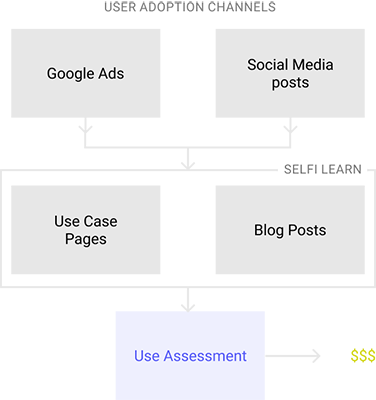 USER ADOPTION CHANNELS
Google Ads
Social Media
posts
SELFI LEARN
Use Case
Pages
Blog Posts
Use Assessment
$$$